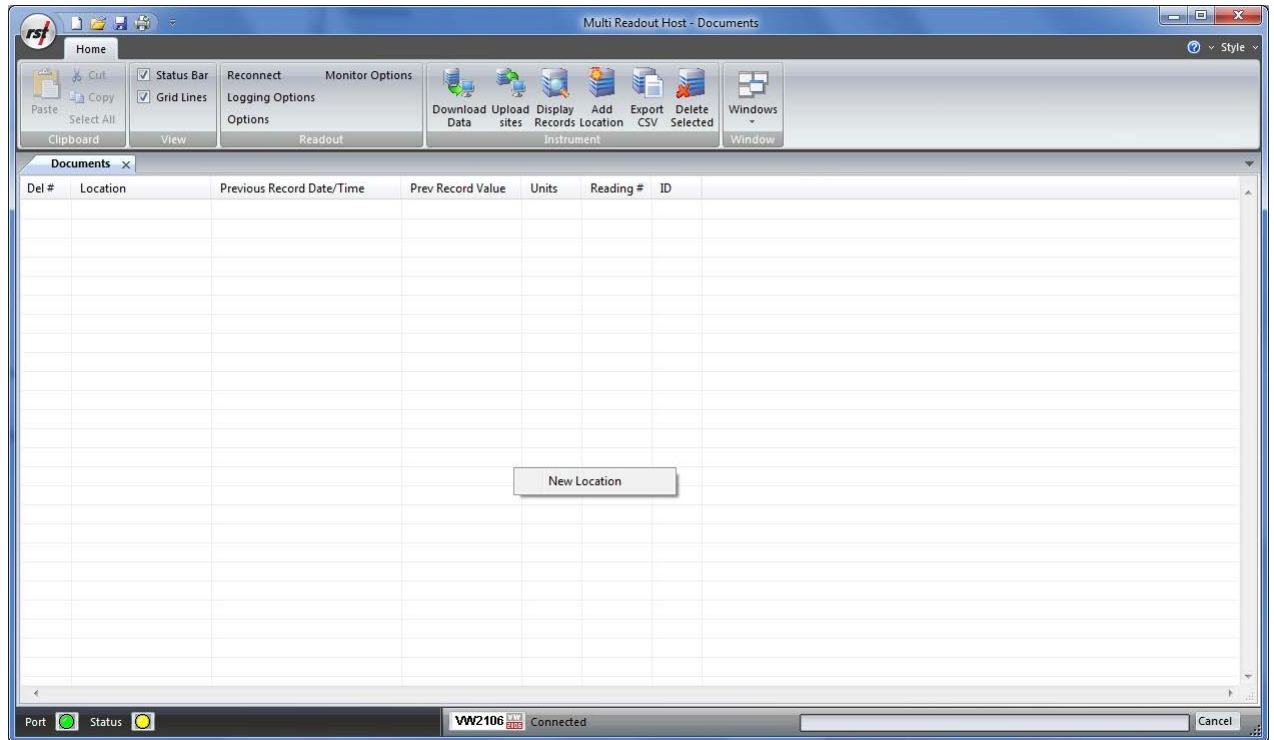 rst
Multi Readout Host - Documents
Home
Style
Paste
Cut
Copy
Select All
Clipboard
Status Bar
Grid Lines
View
Reconnect Monitor Options
Logging Options
Options
Readout
Download Data
Upload sites
Display Records
Add Location
Export CSV
Delete Selected
Instrument
Windows
Window
Documents
Del # Location Previous Record Date/Time Prev Record Value Units Reading # ID
New Location
Port Status VW2106 Connected Cancel